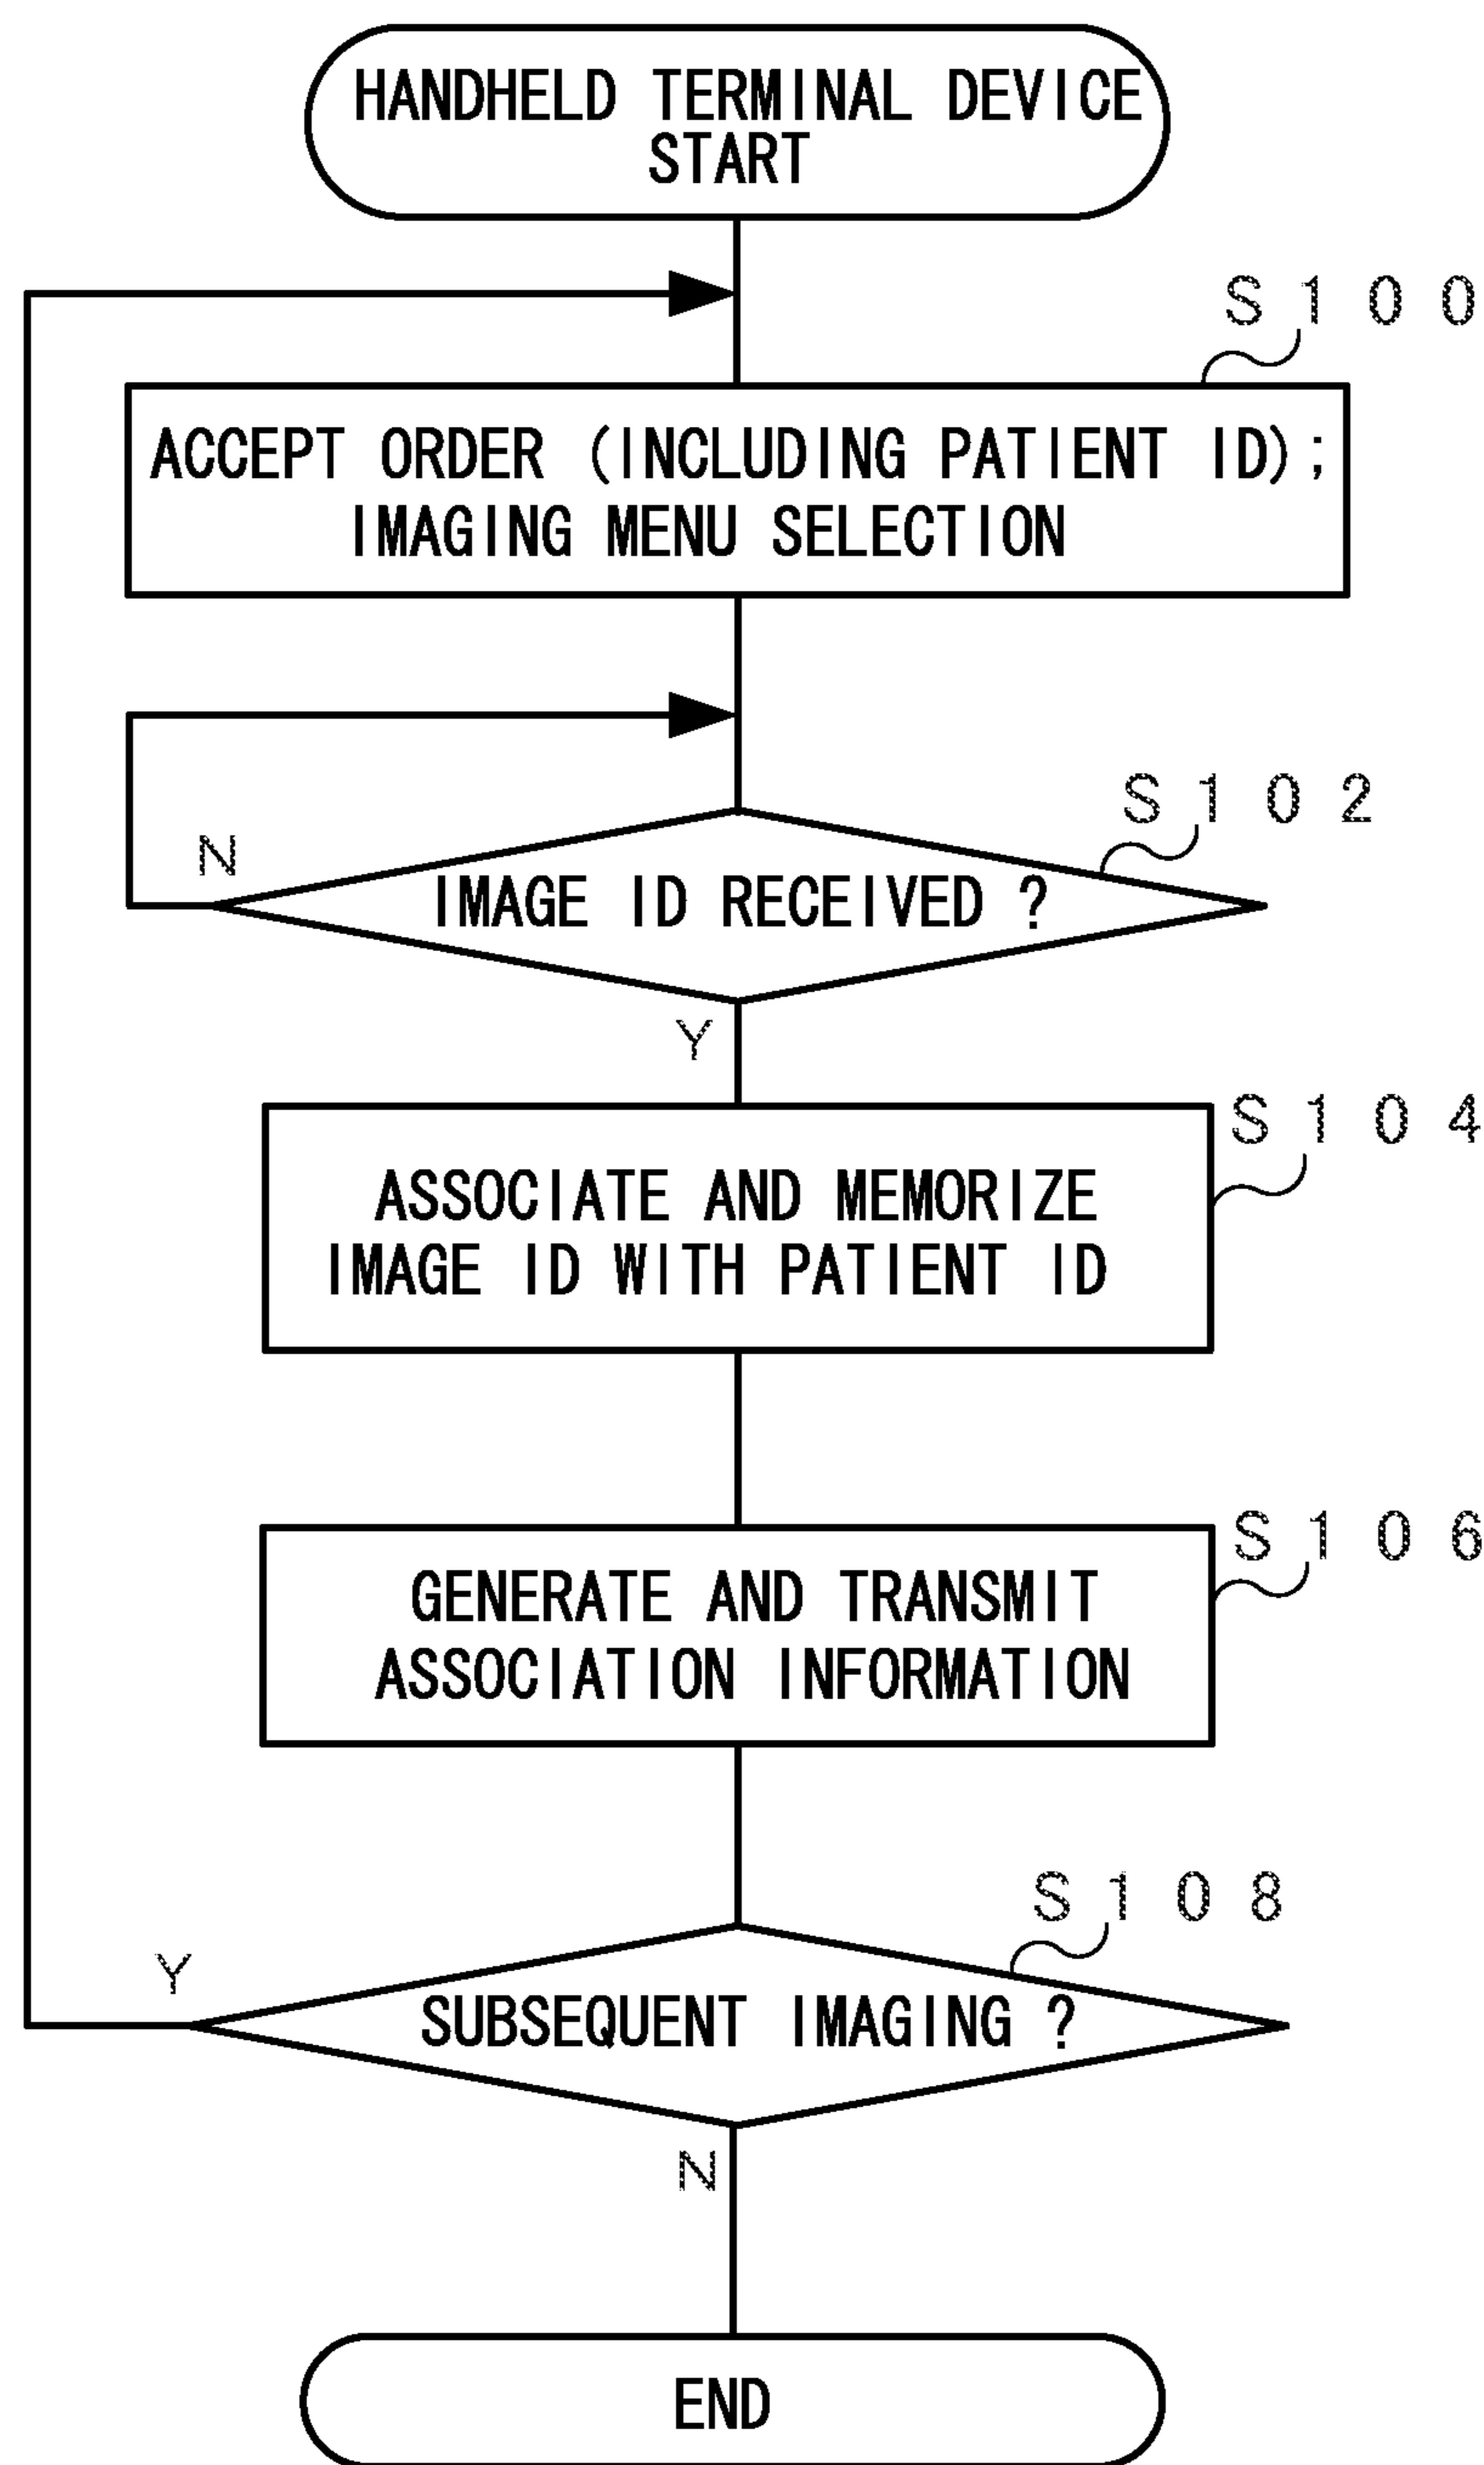 HANDHELD TERMINAL DEVICE
START
S100
ACCEPT ORDER (INCLUDING PATIENT ID);
IMAGING MENU SELECTION
S102
N
IMAGE ID RECEIVED ?
Y
S104
ASSOCIATE AND MEMORIZE
IMAGE ID WITH PATIENT ID
S106
GENERATE AND TRANSMIT
ASSOCIATION INFORMATION
S108
Y
SUBSEQUENT IMAGING ?
N
END